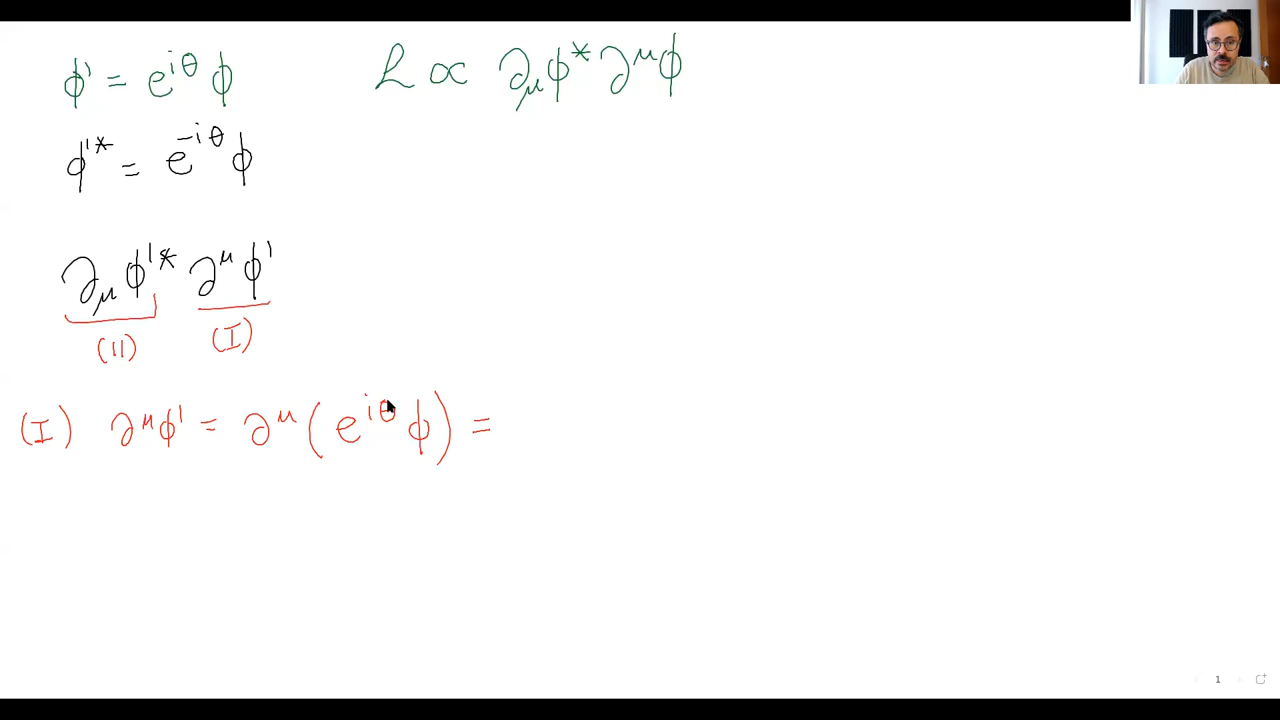 ϕ' = e^{iθ} ϕ   ℒ ∝ ∂_μ ϕ* ∂^μ ϕ
ϕ'* = e^{-iθ} ϕ
∂_μ ϕ'* ∂^μ ϕ'
(II) (I)
(I) ∂^μ ϕ' = ∂^μ ( e^{iθ} ϕ ) =
1